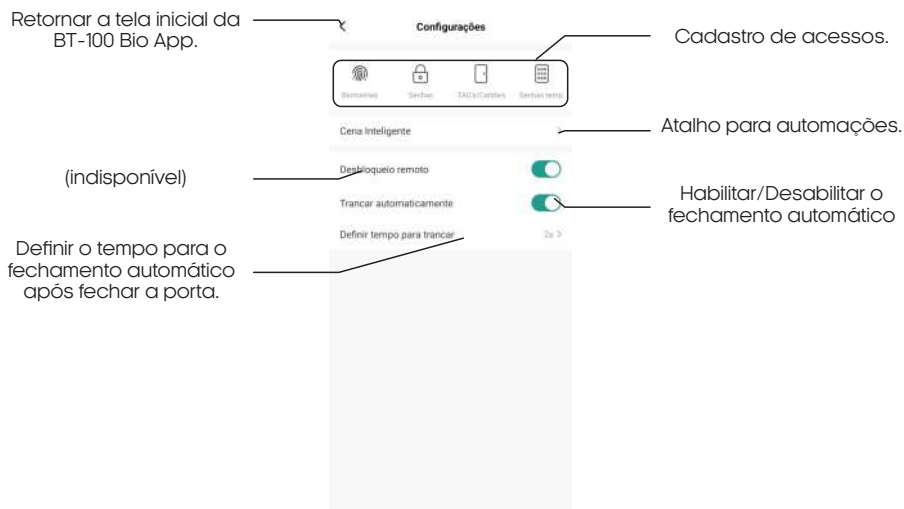 Retornar a tela inicial da
BT-100 Bio App.
Configurações
Cadastro de acessos.
Biometrias Senhas TAGs/Cartões Senhas temp.
Cena Inteligente
Atalho para automações.
(indisponível)
Desbloqueio remoto
Trancar automaticamente
Habilitar/Desabilitar o
fechamento automático
Definir tempo para trancar 2s >
Definir o tempo para o
fechamento automático
após fechar a porta.